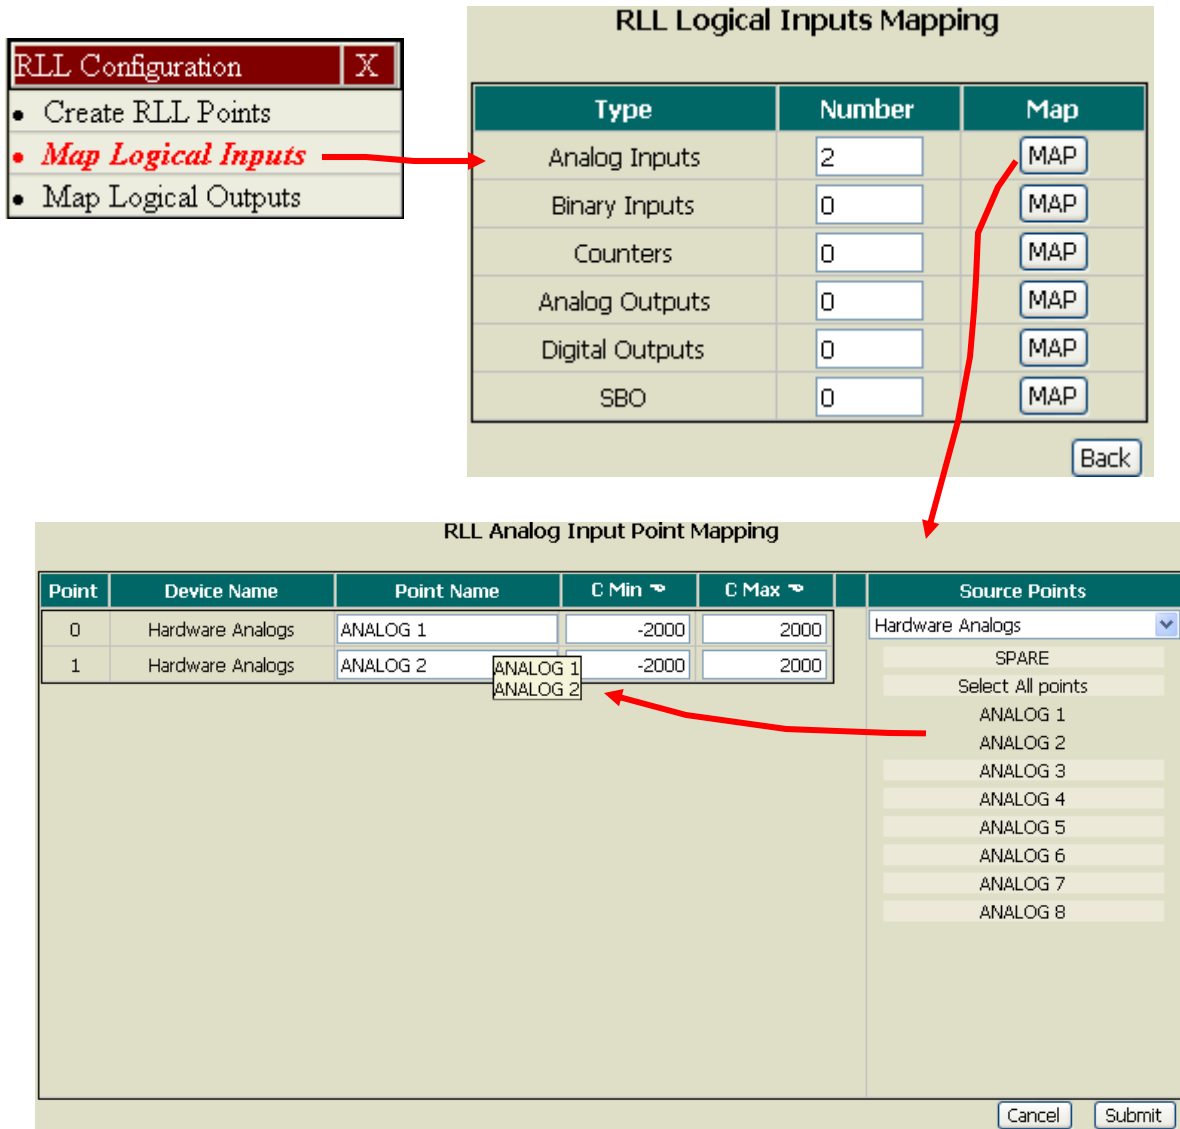 RLL Configuration X
• Create RLL Points
• Map Logical Inputs
• Map Logical Outputs
RLL Logical Inputs Mapping
Type Number Map
Analog Inputs 2 MAP
Binary Inputs 0 MAP
Counters 0 MAP
Analog Outputs 0 MAP
Digital Outputs 0 MAP
SBO 0 MAP
Back
RLL Analog Input Point Mapping
Point Device Name Point Name C Min C Max Source Points
0 Hardware Analogs ANALOG 1 -2000 2000
1 Hardware Analogs ANALOG 2 -2000 2000
ANALOG 1
ANALOG 2
Hardware Analogs
SPARE
Select All points
ANALOG 1
ANALOG 2
ANALOG 3
ANALOG 4
ANALOG 5
ANALOG 6
ANALOG 7
ANALOG 8
Cancel Submit